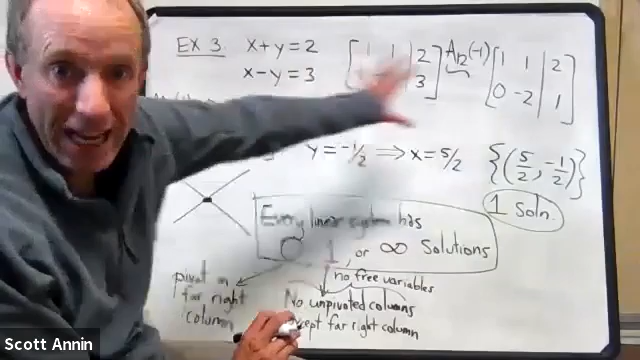 EX 3. x+y=2 [1 1 | 2] A12(-1) [1 1 | 2]
x-y=3 3] [0 -2 | 1]
y=-1/2 ⟹ x=5/2 {(5/2, -1/2)}
1 Soln.
Every linear system has
0, 1, or ∞ Solutions
no free variables
pivot in
far right
column
No unpivoted columns
except far right column
Scott Annin